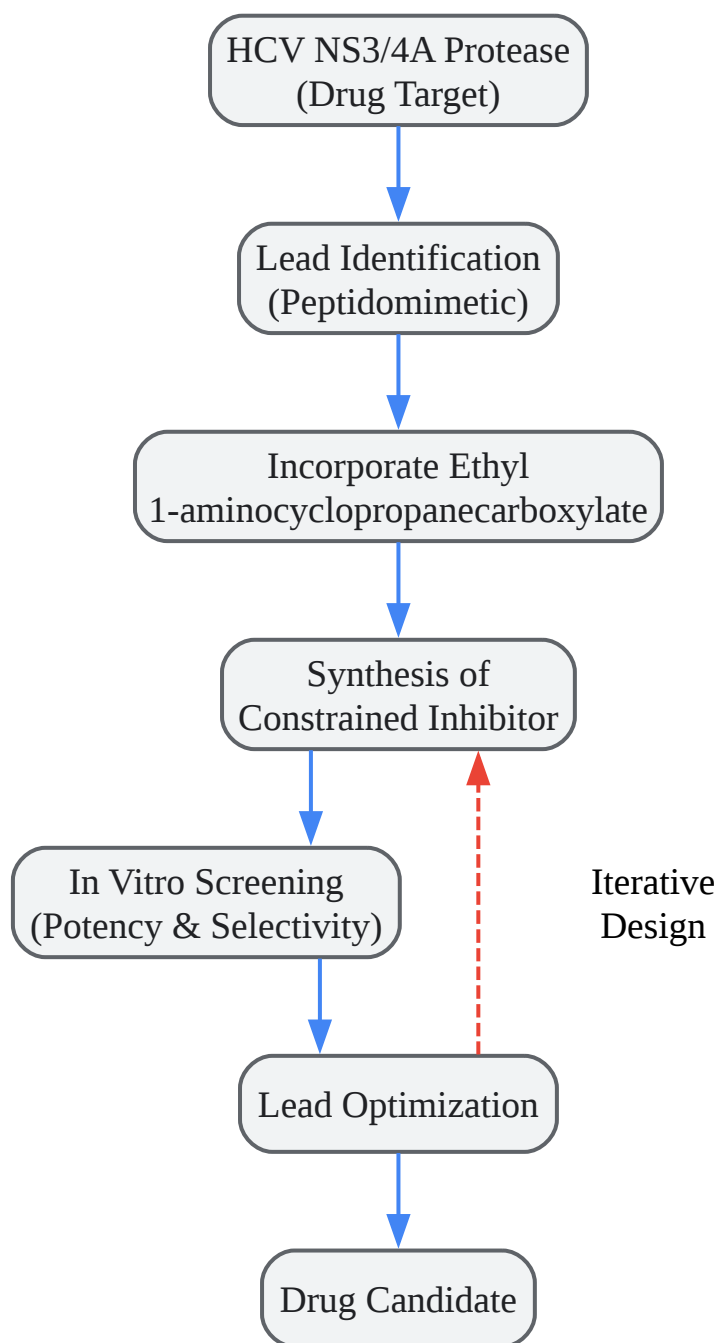 HCV NS3/4A Protease
(Drug Target)
Lead Identification
(Peptidomimetic)
Incorporate Ethyl
1-aminocyclopropanecarboxylate
Synthesis of
Constrained Inhibitor
In Vitro Screening
(Potency & Selectivity)
Iterative
Design
Lead Optimization
Drug Candidate